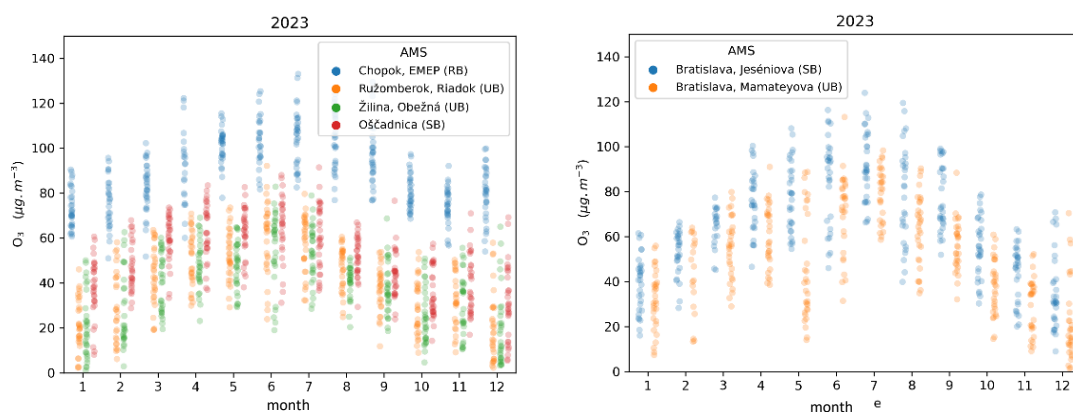 2023
AMS
Chopok, EMEP (RB)
Ružomberok, Riadok (UB)
Žilina, Obežná (UB)
Oščadnica (SB)
O₃ (µg.m⁻³)
140
120
100
80
60
40
20
0
1 2 3 4 5 6 7 8 9 10 11 12
month
2023
AMS
Bratislava, Jeséniova (SB)
Bratislava, Mamateyova (UB)
O₃ (µg.m⁻³)
140
120
100
80
60
40
20
0
1 2 3 4 5 6 7 8 9 10 11 12
month
e